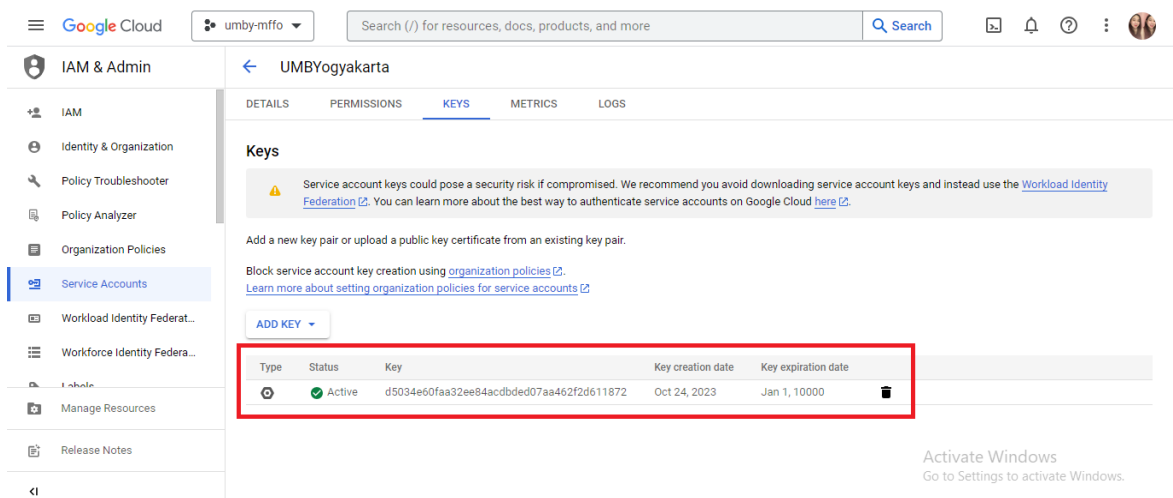 Google Cloud
umby-mffo
Search (/) for resources, docs, products, and more
Search
IAM & Admin
UMBYogyakarta
DETAILS
PERMISSIONS
KEYS
METRICS
LOGS
IAM
Identity & Organization
Policy Troubleshooter
Policy Analyzer
Organization Policies
Service Accounts
Workload Identity Federat...
Workforce Identity Federa...
Labels
Manage Resources
Release Notes
Keys
Service account keys could pose a security risk if compromised. We recommend you avoid downloading service account keys and instead use the Workload Identity
Federation. You can learn more about the best way to authenticate service accounts on Google Cloud here.
Add a new key pair or upload a public key certificate from an existing key pair.
Block service account key creation using organization policies.
Learn more about setting organization policies for service accounts
ADD KEY
Type Status Key Key creation date Key expiration date
Active d5034e60faa32ee84acdbded07aa462f2d611872 Oct 24, 2023 Jan 1, 10000
Activate Windows
Go to Settings to activate Windows.